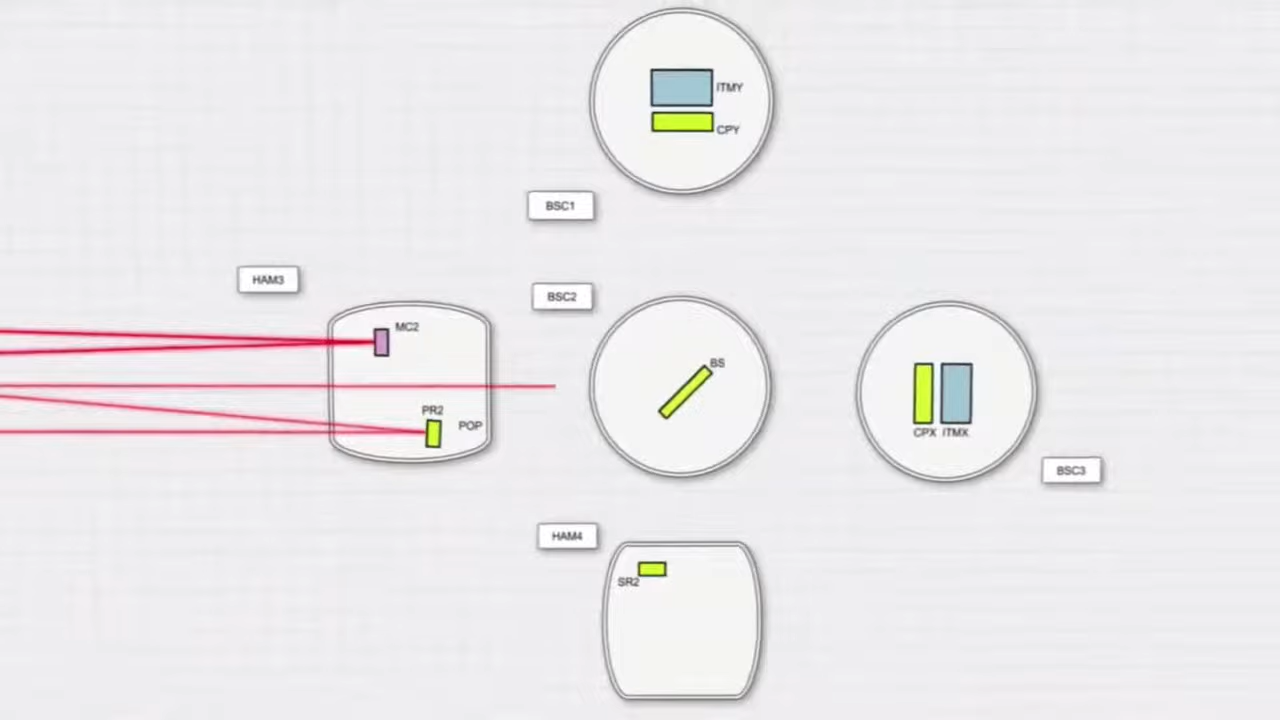 ITMY
CPY
BSC1
HAM3
BSC2
MC2
BS
PR2
POP
CPX ITMX
BSC3
HAM4
SR2